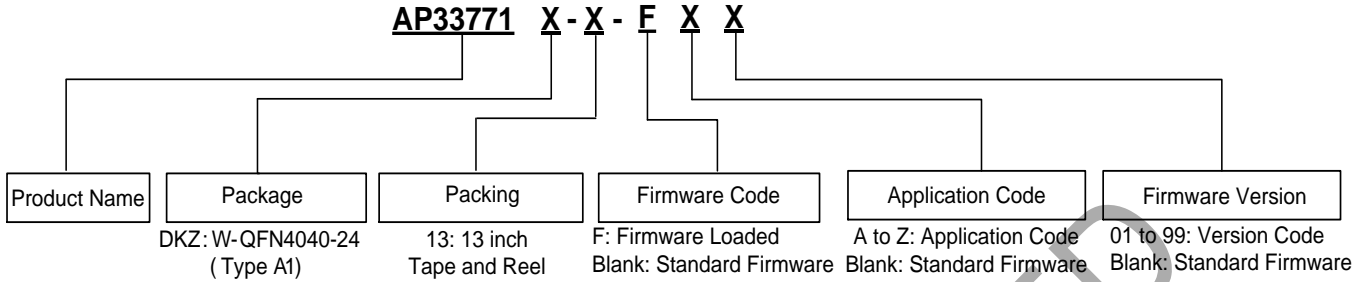 AP33771 X - X - F X X
Product Name
Package
Packing
Firmware Code
Application Code
Firmware Version
DKZ: W-QFN4040-24
( Type A1)
13: 13 inch
Tape and Reel
F: Firmware Loaded
Blank: Standard Firmware
A to Z: Application Code
Blank: Standard Firmware
01 to 99: Version Code
Blank: Standard Firmware